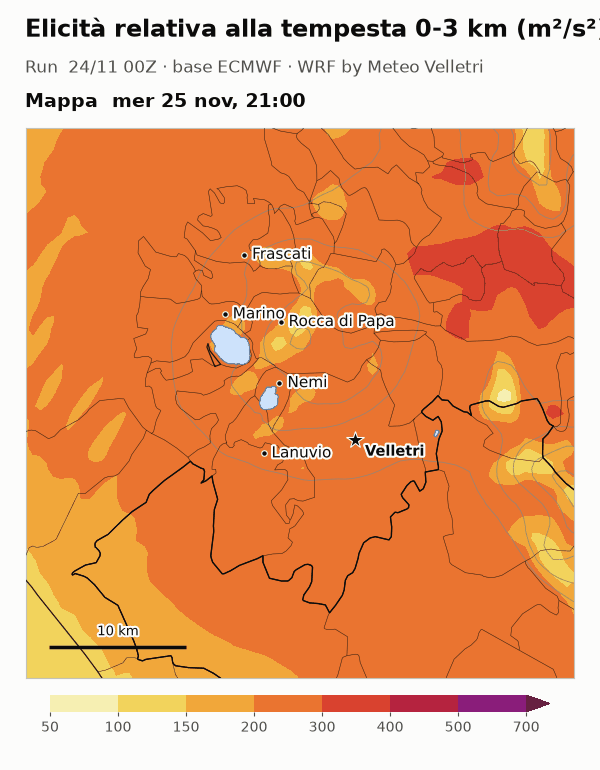 Elicità relativa alla tempesta 0-3 km (m²/s²)
Run  24/11 00Z · base ECMWF · WRF by Meteo Velletri
Mappa  mer 25 nov, 21:00
Frascati
Marino
Rocca di Papa
Nemi
Velletri
Lanuvio
10 km
50 100 150 200 300 400 500 700